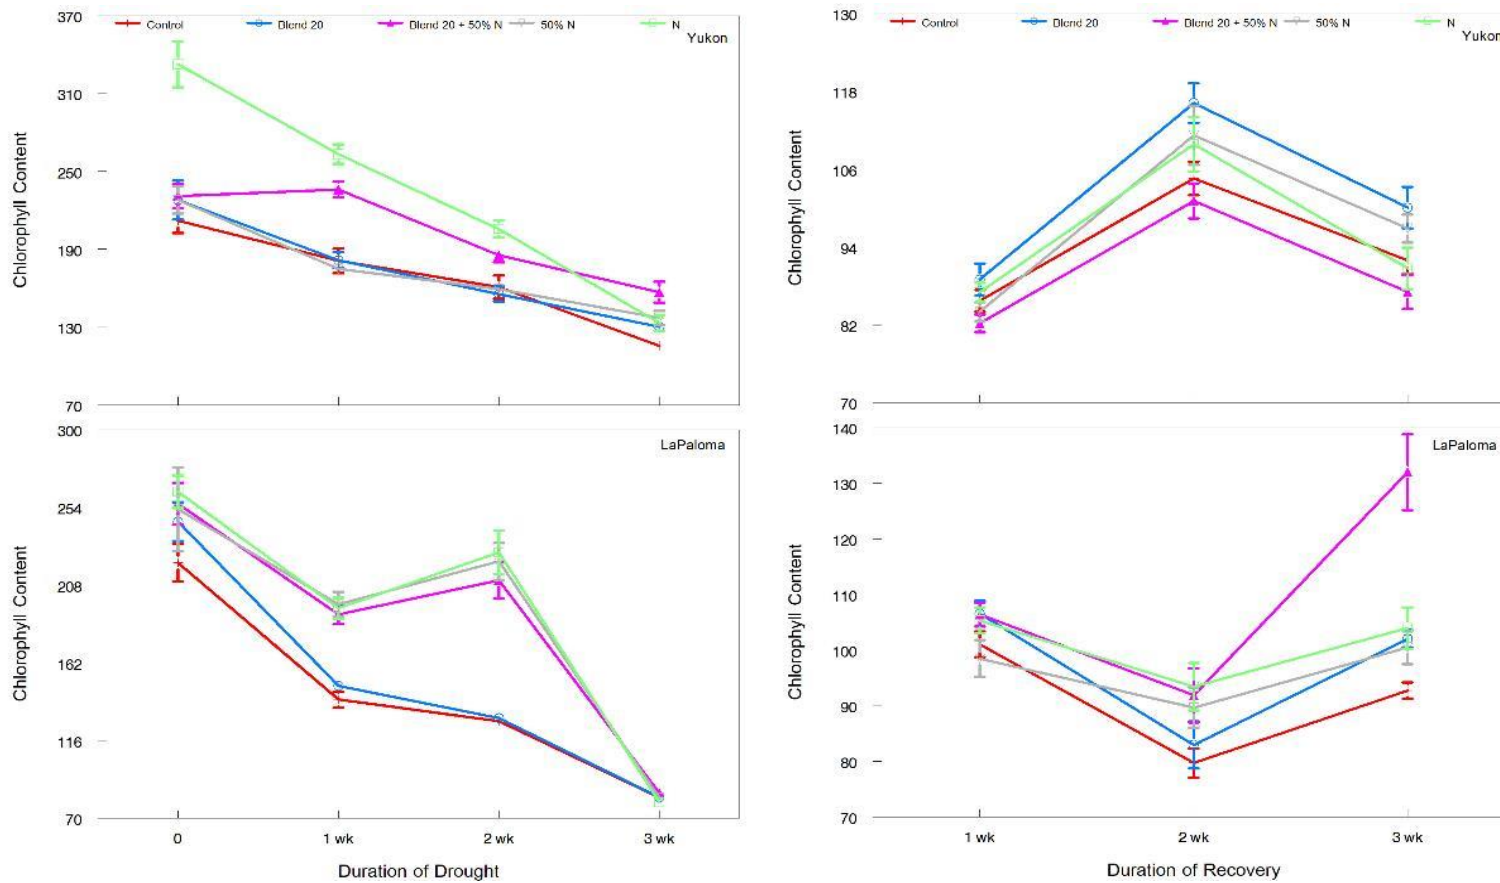 370
310
250
190
130
70
Chlorophyll Content
Control
Blend 20
Blend 20 + 50% N
50% N
N
Yukon
130
118
106
94
82
70
Chlorophyll Content
Control
Blend 20
Blend 20 + 50% N
50% N
N
Yukon
300
254
208
162
116
70
Chlorophyll Content
LaPaloma
0
1 wk
2 wk
3 wk
Duration of Drought
140
130
120
110
100
90
80
70
Chlorophyll Content
LaPaloma
1 wk
2 wk
3 wk
Duration of Recovery